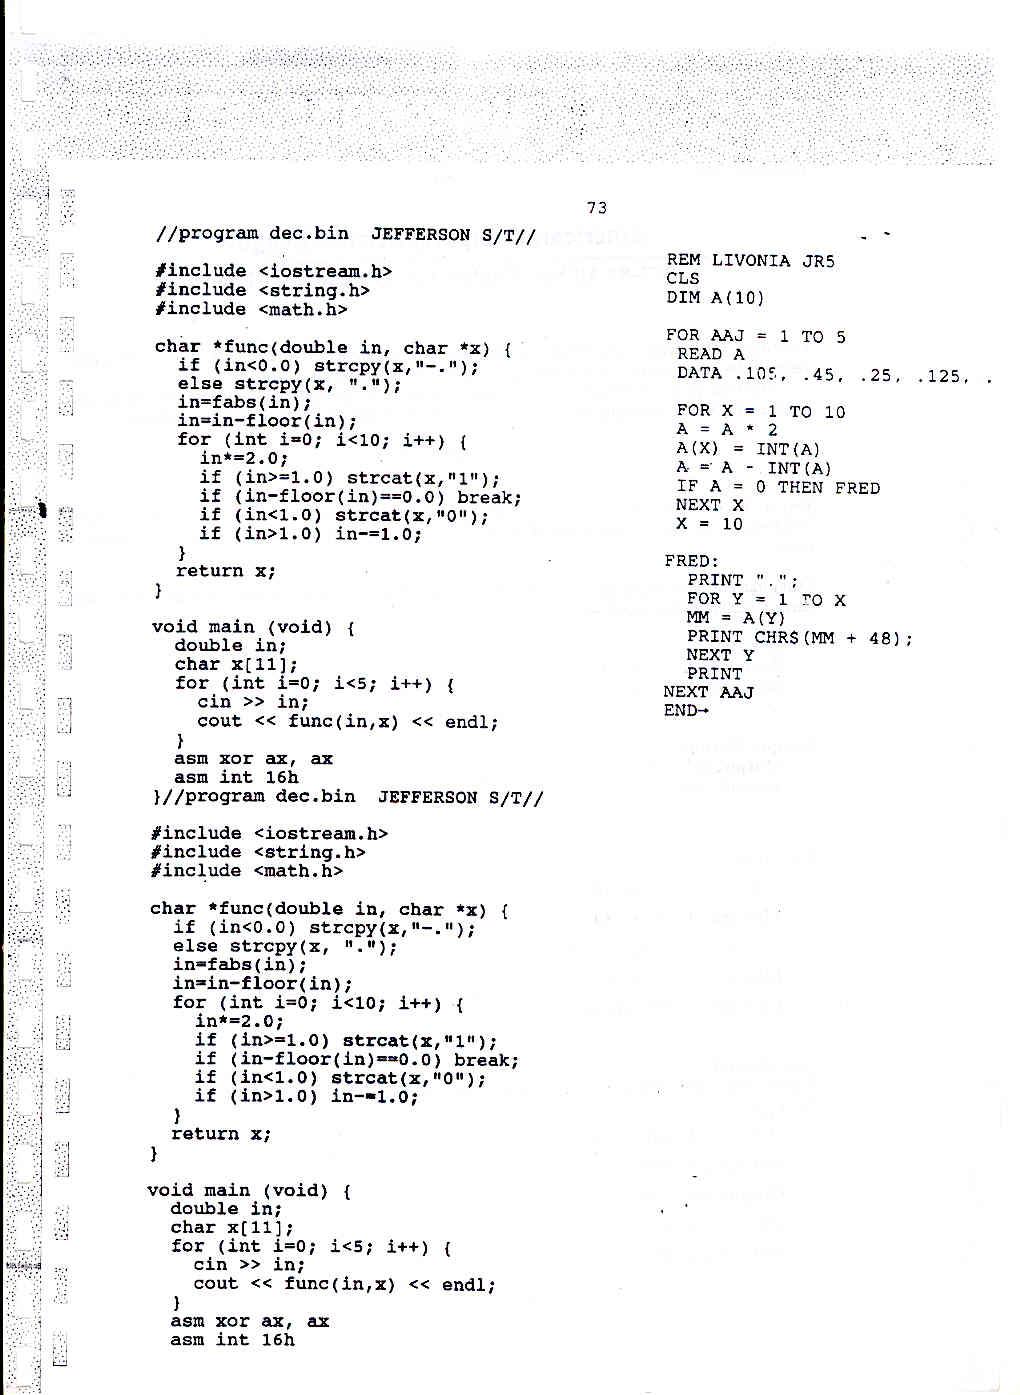 73
//program dec.bin  JEFFERSON S/T//
#include <iostream.h>
#include <string.h>
#include <math.h>
char *func(double in, char *x) {
if (in<0.0) strcpy(x,"-.");
else strcpy(x, ".");
in=fabs(in);
in=in-floor(in);
for (int i=0; i<10; i++) {
in*=2.0;
if (in>=1.0) strcat(x,"1");
if (in-floor(in)==0.0) break;
if (in<1.0) strcat(x,"0");
if (in>1.0) in-=1.0;
}
return x;
}
void main (void) {
double in;
char x[11];
for (int i=0; i<5; i++) {
cin >> in;
cout << func(in,x) << endl;
}
asm xor ax, ax
asm int 16h
}//program dec.bin  JEFFERSON S/T//
#include <iostream.h>
#include <string.h>
#include <math.h>
char *func(double in, char *x) {
if (in<0.0) strcpy(x,"-.");
else strcpy(x, ".");
in=fabs(in);
in=in-floor(in);
for (int i=0; i<10; i++) {
in*=2.0;
if (in>=1.0) strcat(x,"1");
if (in-floor(in)==0.0) break;
if (in<1.0) strcat(x,"0");
if (in>1.0) in-=1.0;
}
return x;
}
void main (void) {
double in;
char x[11];
for (int i=0; i<5; i++) {
cin >> in;
cout << func(in,x) << endl;
}
asm xor ax, ax
asm int 16h
REM LIVONIA JR5
CLS
DIM A(10)
FOR AAJ = 1 TO 5
READ A
DATA .105, .45, .25, .125, .
FOR X = 1 TO 10
A = A * 2
A(X) = INT(A)
A = A - INT(A)
IF A = 0 THEN FRED
NEXT X
X = 10
FRED:
PRINT ".";
FOR Y = 1 TO X
MM = A(Y)
PRINT CHR$(MM + 48);
NEXT Y
PRINT
NEXT AAJ
END→